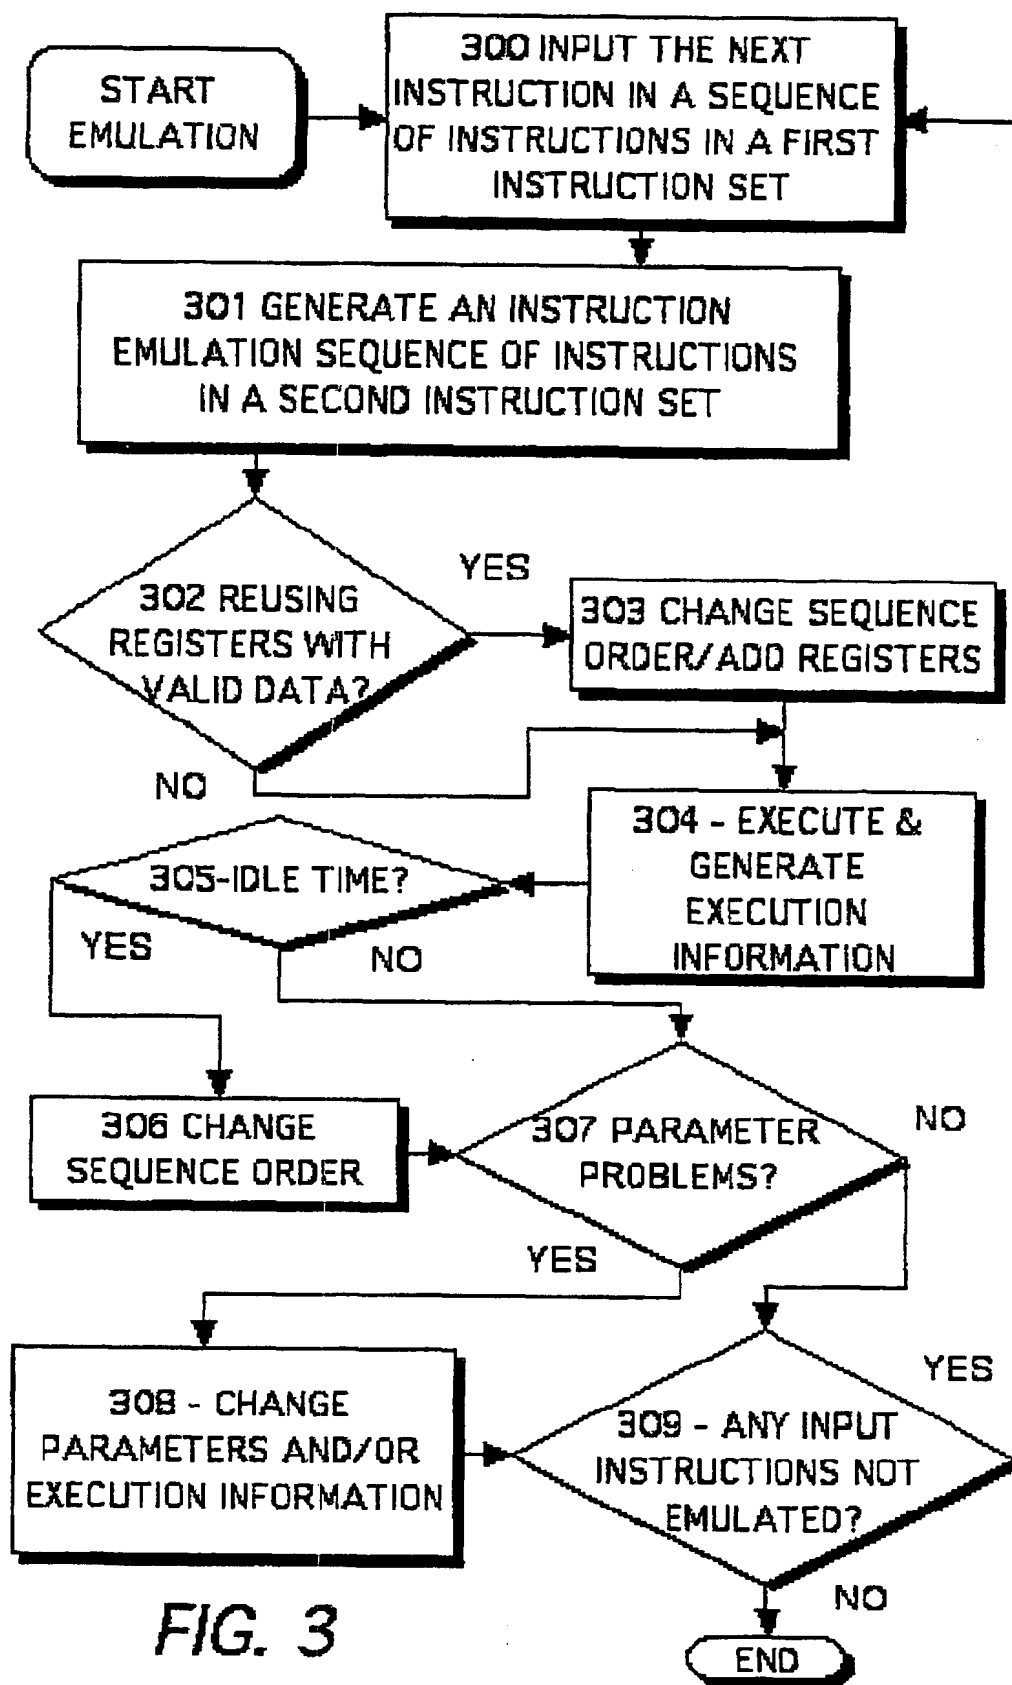 START
EMULATION
300 INPUT THE NEXT
INSTRUCTION IN A SEQUENCE
OF INSTRUCTIONS IN A FIRST
INSTRUCTION SET
301 GENERATE AN INSTRUCTION
EMULATION SEQUENCE OF INSTRUCTIONS
IN A SECOND INSTRUCTION SET
302 REUSING
REGISTERS WITH
VALID DATA?
YES
303 CHANGE SEQUENCE
ORDER/ADD REGISTERS
NO
304 - EXECUTE &
GENERATE
EXECUTION
INFORMATION
305-IDLE TIME?
YES
NO
306 CHANGE
SEQUENCE ORDER
307 PARAMETER
PROBLEMS?
NO
YES
308 - CHANGE
PARAMETERS AND/OR
EXECUTION INFORMATION
309 - ANY INPUT
INSTRUCTIONS NOT
EMULATED?
YES
NO
END
FIG. 3